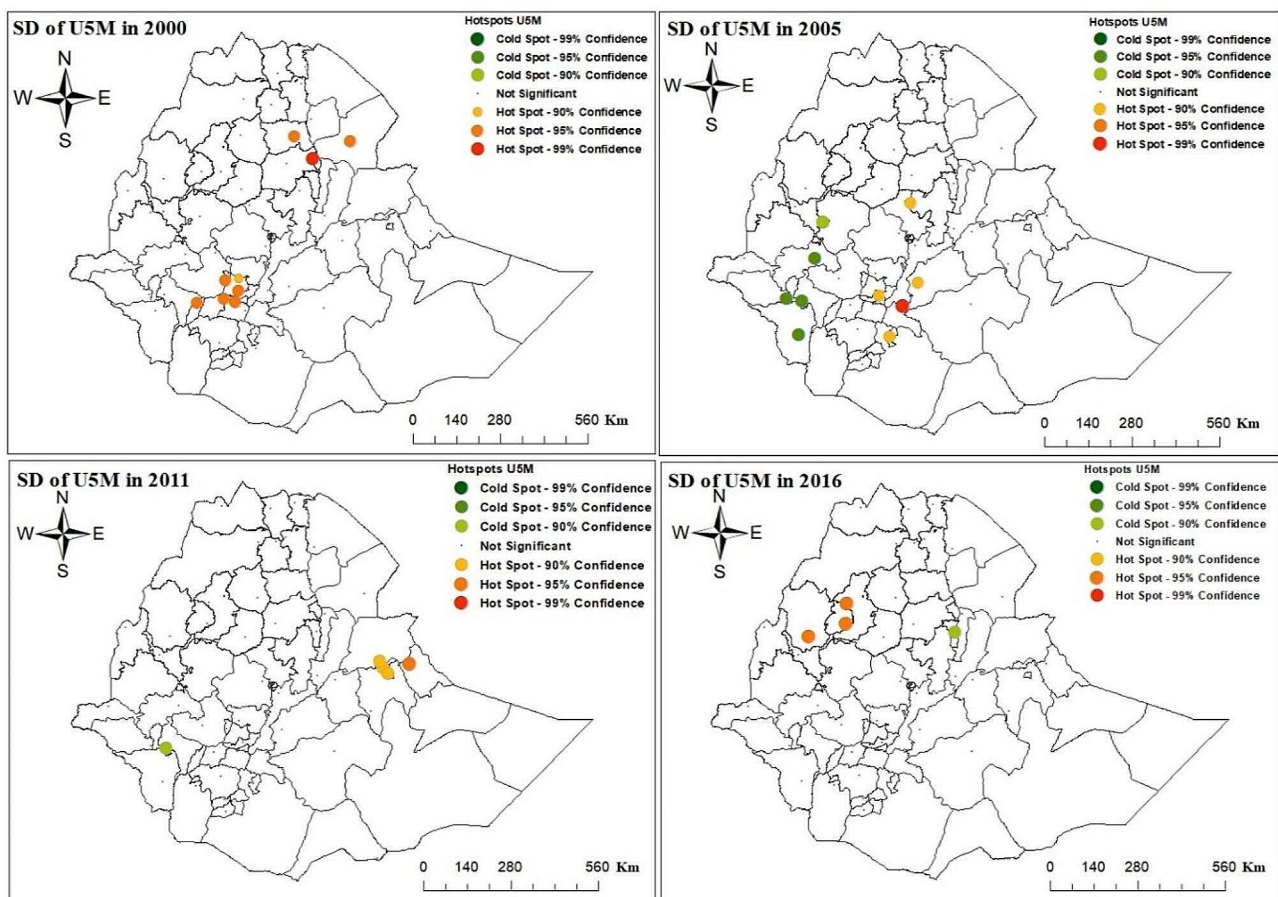 SD of U5M in 2000
N
W E
S
Hotspots U5M
Cold Spot - 99% Confidence
Cold Spot - 95% Confidence
Cold Spot - 90% Confidence
Not Significant
Hot Spot - 90% Confidence
Hot Spot - 95% Confidence
Hot Spot - 99% Confidence
0 140 280 560 Km
SD of U5M in 2005
N
W E
S
Hotspots U5M
Cold Spot - 99% Confidence
Cold Spot - 95% Confidence
Cold Spot - 90% Confidence
Not Significant
Hot Spot - 90% Confidence
Hot Spot - 95% Confidence
Hot Spot - 99% Confidence
0 140 280 560 Km
SD of U5M in 2011
N
W E
S
Hotspots U5M
Cold Spot - 99% Confidence
Cold Spot - 95% Confidence
Cold Spot - 90% Confidence
Not Significant
Hot Spot - 90% Confidence
Hot Spot - 95% Confidence
Hot Spot - 99% Confidence
0 140 280 560 Km
SD of U5M in 2016
N
W E
S
Hotspots U5M
Cold Spot - 99% Confidence
Cold Spot - 95% Confidence
Cold Spot - 90% Confidence
Not Significant
Hot Spot - 90% Confidence
Hot Spot - 95% Confidence
Hot Spot - 99% Confidence
0 140 280 560 Km